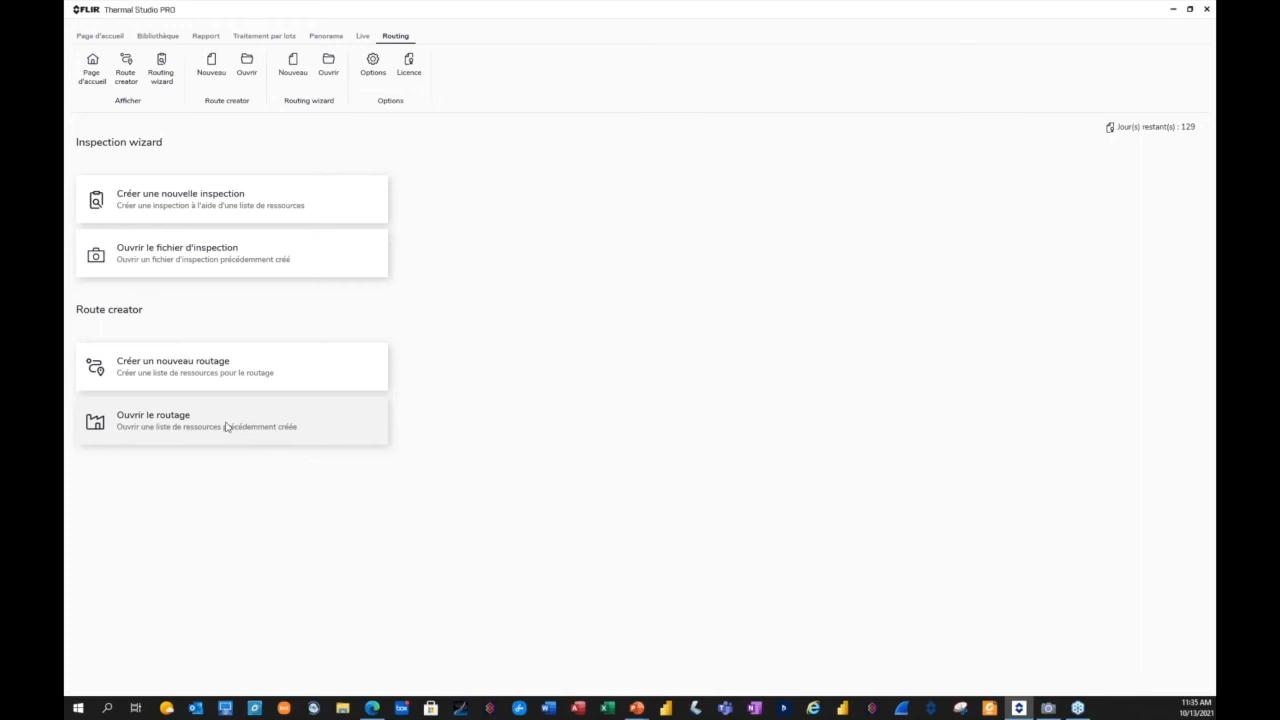 FLIR Thermal Studio PRO
Page d'accueil Bibliothèque Rapport Traitement par lots Panorama Live Routing
Page d'accueil
Route creator
Routing wizard
Afficher
Nouveau Ouvrir
Route creator
Nouveau Ouvrir
Routing wizard
Options Licence
Options
Jour(s) restant(s) : 129
Inspection wizard
Créer une nouvelle inspection
Créer une inspection à l'aide d'une liste de ressources
Ouvrir le fichier d'inspection
Ouvrir un fichier d'inspection précédemment créé
Route creator
Créer un nouveau routage
Créer une liste de ressources pour le routage
Ouvrir le routage
Ouvrir une liste de ressources précédemment créée
11:35 AM
10/13/2021